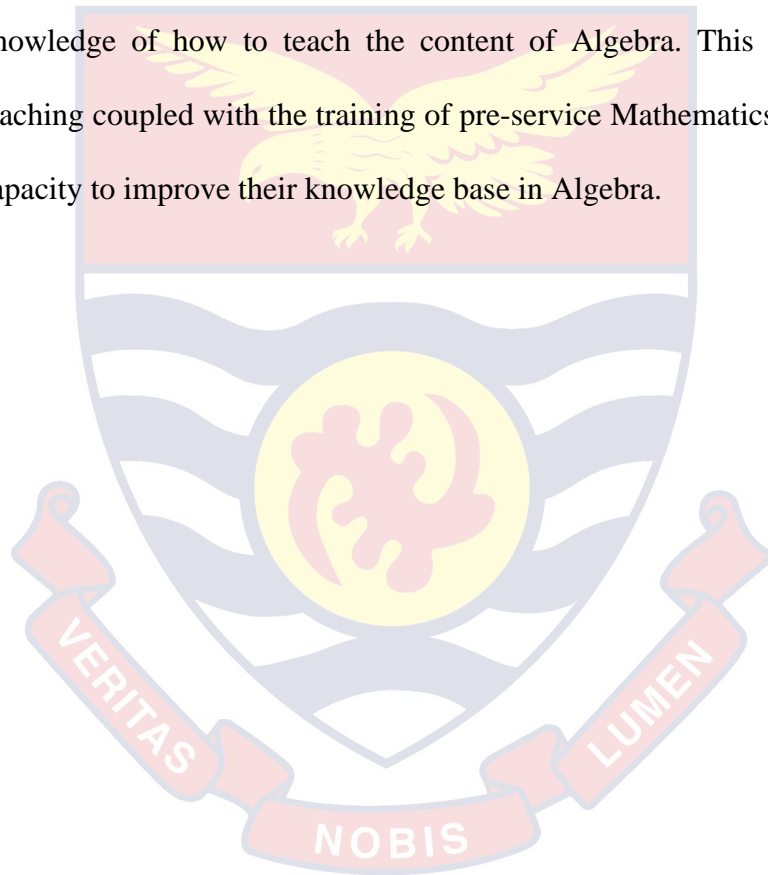 nowledge of how to teach the content of Algebra. This
aching coupled with the training of pre-service Mathematics
apacity to improve their knowledge base in Algebra.
VERITAS
NOBIS
LUMEN